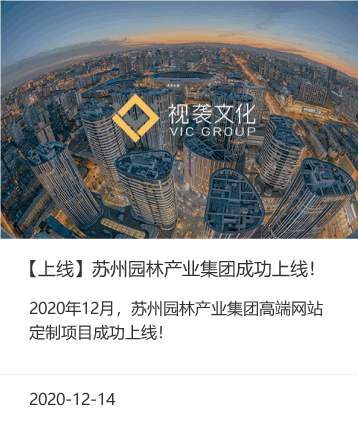 视袭文化
VIC GROUP
【上线】苏州园林产业集团成功上线！
2020年12月，苏州园林产业集团高端网站
定制项目成功上线！
2020-12-14